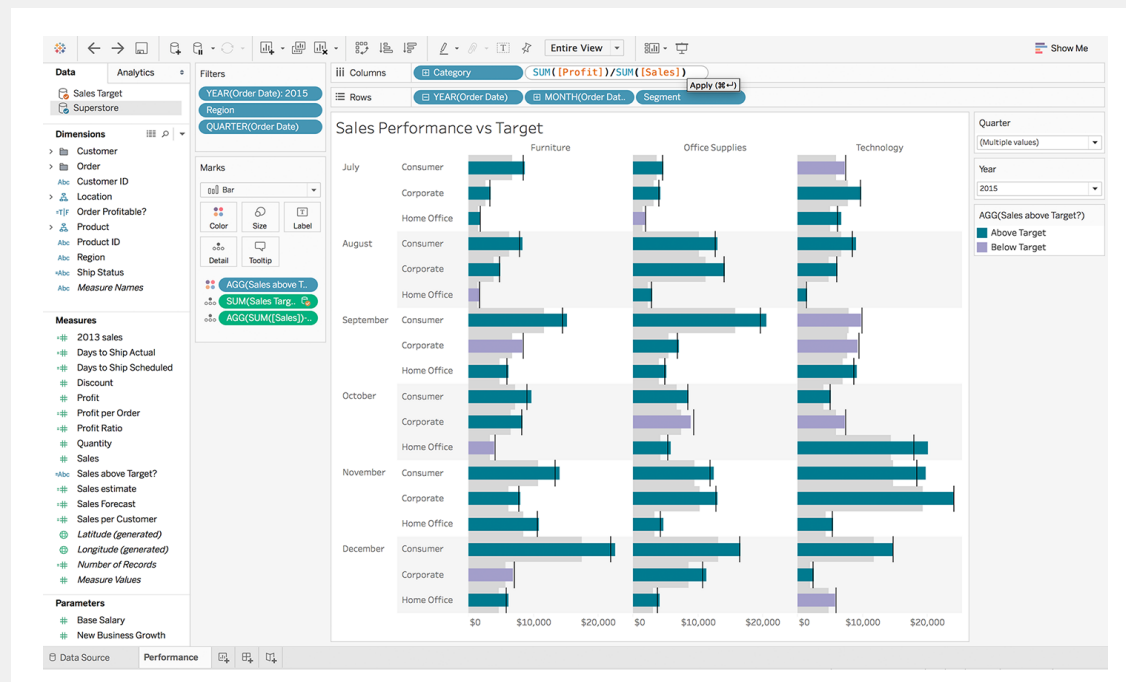 Entire View
Show Me
Data
Analytics
Sales Target
Superstore
Dimensions
Customer
Order
Abc Customer ID
Location
=T|F Order Profitable?
Product
Abc Product ID
Abc Region
=Abc Ship Status
Abc Measure Names
Measures
2013 sales
Days to Ship Actual
Days to Ship Scheduled
Discount
Profit
Profit per Order
Profit Ratio
Quantity
Sales
=Abc Sales above Target?
Sales estimate
Sales Forecast
Sales per Customer
Latitude (generated)
Longitude (generated)
Number of Records
Measure Values
Parameters
Base Salary
New Business Growth
Filters
YEAR(Order Date): 2015
Region
QUARTER(Order Date)
Marks
Bar
Color
Size
Label
Detail
Tooltip
AGG(Sales above T..
SUM(Sales Targ..
AGG(SUM([Sales])-..
Columns
Category
SUM([Profit])/SUM([Sales])
Apply (⌘↵)
Rows
YEAR(Order Date)
MONTH(Order Dat..
Segment
Sales Performance vs Target
Furniture
Office Supplies
Technology
July
Consumer
Corporate
Home Office
August
Consumer
Corporate
Home Office
September
Consumer
Corporate
Home Office
October
Consumer
Corporate
Home Office
November
Consumer
Corporate
Home Office
December
Consumer
Corporate
Home Office
$0 $10,000 $20,000 $0 $10,000 $20,000 $0 $10,000 $20,000
Quarter
(Multiple values)
Year
2015
AGG(Sales above Target?)
Above Target
Below Target
Data Source
Performance